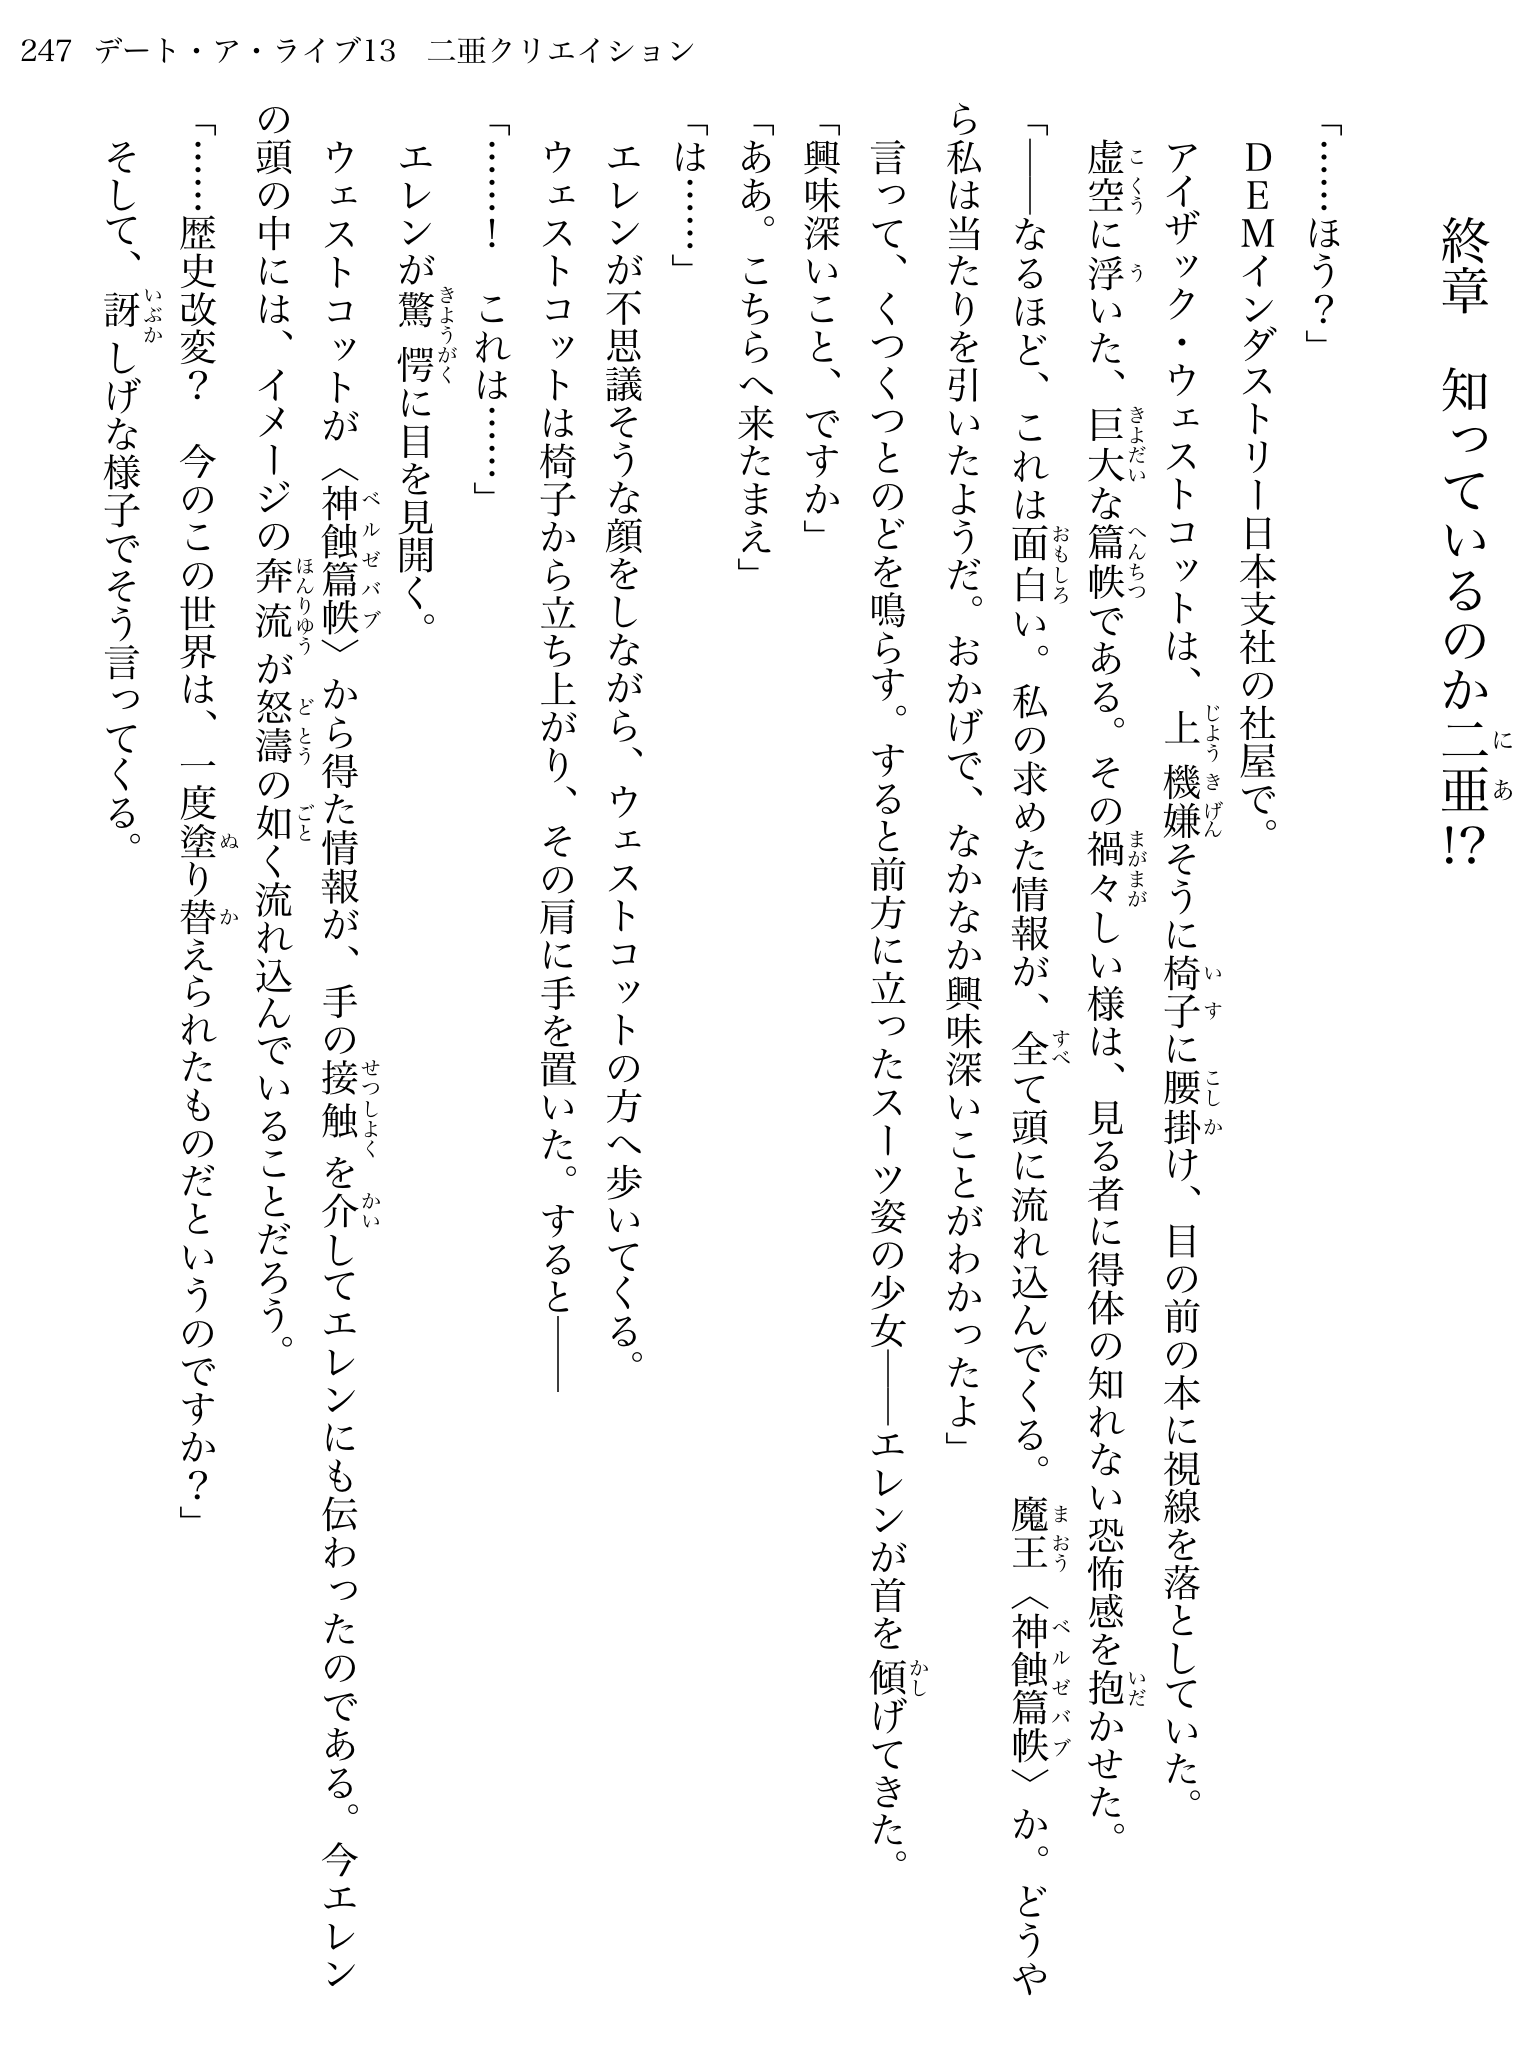 247 デート・ア・ライブ13　二亜クリエイション
終章　知っているのか二亜!?
「……ほう？」
ＤＥＭインダストリー日本支社の社屋で。
アイザック・ウェストコットは、上機嫌そうに椅子に腰掛け、目の前の本に視線を落としていた。
虚空に浮いた、巨大な篇帙である。その禍々しい様は、見る者に得体の知れない恐怖感を抱かせた。
「――なるほど、これは面白い。私の求めた情報が、全て頭に流れ込んでくる。魔王〈神蝕篇帙〉か。どうや
ら私は当たりを引いたようだ。おかげで、なかなか興味深いことがわかったよ」
言って、くつくつとのどを鳴らす。すると前方に立ったスーツ姿の少女――エレンが首を傾げてきた。
「興味深いこと、ですか」
「ああ。こちらへ来たまえ」
「は……」
エレンが不思議そうな顔をしながら、ウェストコットの方へ歩いてくる。
ウェストコットは椅子から立ち上がり、その肩に手を置いた。すると――
「……！　これは……」
エレンが驚愕に目を見開く。
ウェストコットが〈神蝕篇帙〉から得た情報が、手の接触を介してエレンにも伝わったのである。今エレン
の頭の中には、イメージの奔流が怒濤の如く流れ込んでいることだろう。
「……歴史改変？　今のこの世界は、一度塗り替えられたものだというのですか？」
そして、訝しげな様子でそう言ってくる。